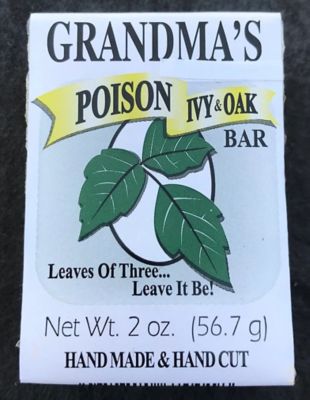 GRANDMA'S
POISON IVY & OAK
BAR
Leaves Of Three...
Leave It Be!
Net Wt. 2 oz. (56.7 g)
HAND MADE & HAND CUT